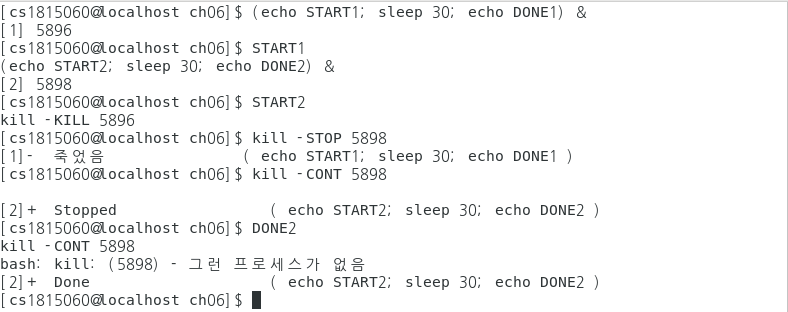 [cs1815060@localhost ch06]$ (echo START1; sleep 30; echo DONE1) &
[1] 5896
[cs1815060@localhost ch06]$ START1
(echo START2; sleep 30; echo DONE2) &
[2] 5898
[cs1815060@localhost ch06]$ START2
kill -KILL 5896
[cs1815060@localhost ch06]$ kill -STOP 5898
[1]-  죽었음                  ( echo START1; sleep 30; echo DONE1 )
[cs1815060@localhost ch06]$ kill -CONT 5898
[2]+  Stopped                 ( echo START2; sleep 30; echo DONE2 )
[cs1815060@localhost ch06]$ DONE2
kill -CONT 5898
bash: kill: (5898) - 그런 프로세스가 없음
[2]+  Done                    ( echo START2; sleep 30; echo DONE2 )
[cs1815060@localhost ch06]$